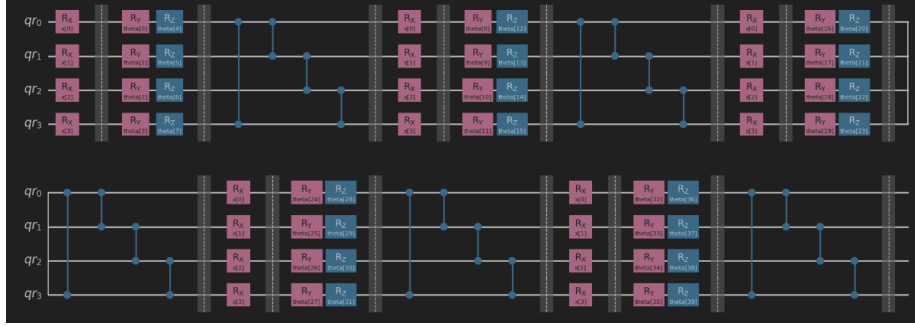 qr0 RX x[0] RY theta[0] RZ theta[4] RX x[0] RY theta[8] RZ theta[12] RX x[0] RY theta[16] RZ theta[20]
qr1 RX x[1] RY theta[1] RZ theta[5] RX x[1] RY theta[9] RZ theta[13] RX x[1] RY theta[17] RZ theta[21]
qr2 RX x[2] RY theta[2] RZ theta[6] RX x[2] RY theta[10] RZ theta[14] RX x[2] RY theta[18] RZ theta[22]
qr3 RX x[3] RY theta[3] RZ theta[7] RX x[3] RY theta[11] RZ theta[15] RX x[3] RY theta[19] RZ theta[23]
qr0 RX x[0] RY theta[24] RZ theta[28] RX x[0] RY theta[32] RZ theta[36]
qr1 RX x[1] RY theta[25] RZ theta[29] RX x[1] RY theta[33] RZ theta[37]
qr2 RX x[2] RY theta[26] RZ theta[30] RX x[2] RY theta[34] RZ theta[38]
qr3 RX x[3] RY theta[27] RZ theta[31] RX x[3] RY theta[35] RZ theta[39]